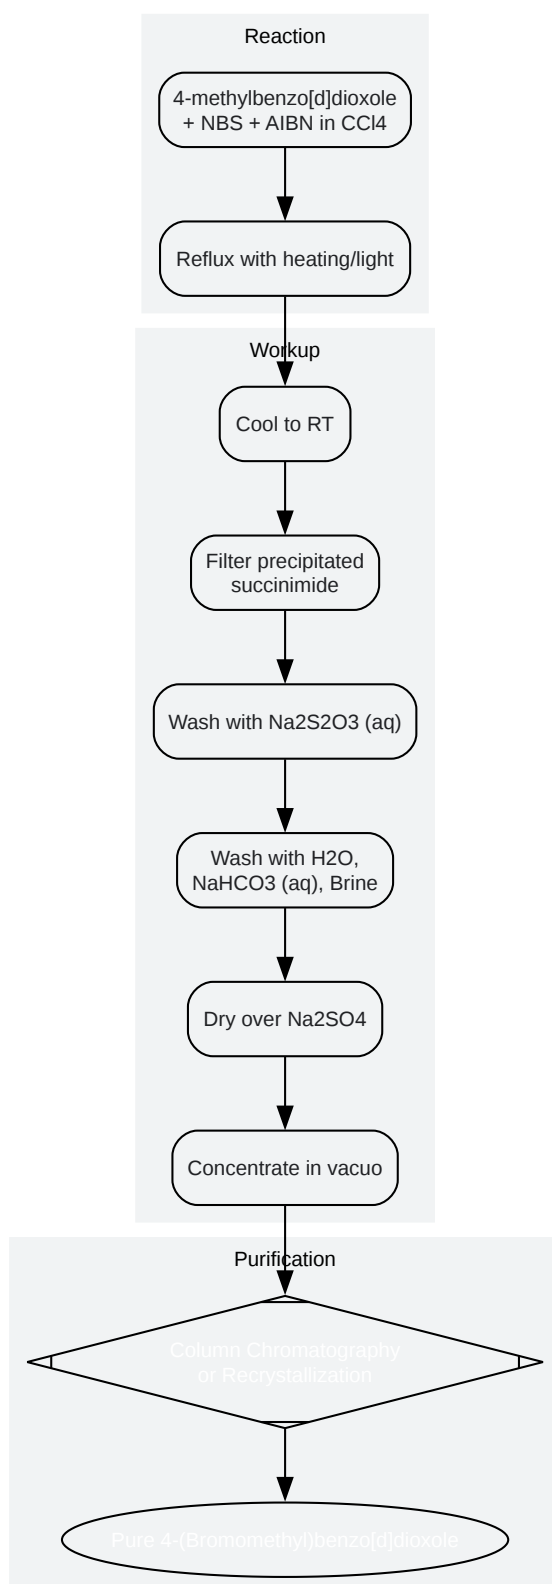 Reaction
4-methylbenzo[d]dioxole
+ NBS + AIBN in CCl4
Reflux with heating/light
Workup
Cool to RT
Filter precipitated
succinimide
Wash with Na2S2O3 (aq)
Wash with H2O,
NaHCO3 (aq), Brine
Dry over Na2SO4
Concentrate in vacuo
Purification
Column Chromatography
or Recrystallization
Pure 4-(Bromomethyl)benzo[d]dioxole